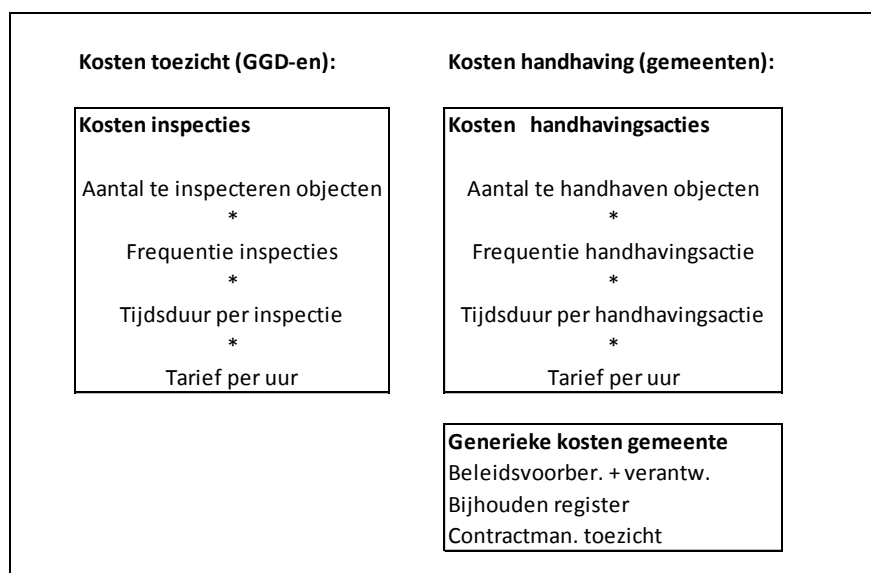 Kosten toezicht (GGD-en):
Kosten inspecties
Aantal te inspecteren objecten
*
Frequentie inspecties
*
Tijdsduur per inspectie
*
Tarief per uur
Kosten handhaving (gemeenten):
Kosten handhavingsacties
Aantal te handhaven objecten
*
Frequentie handhavingsactie
*
Tijdsduur per handhavingsactie
*
Tarief per uur
Generieke kosten gemeente
Beleidsvoorber. + verantw.
Bijhouden register
Contractman. toezicht